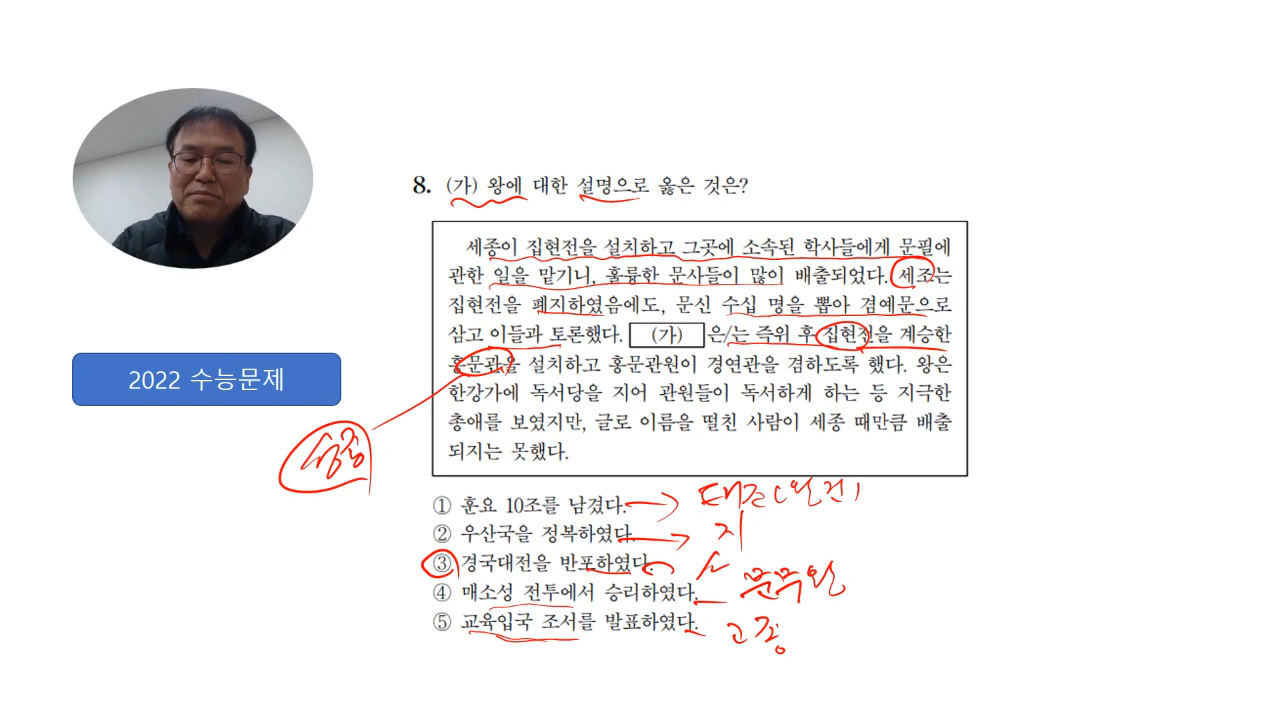 8. (가) 왕에 대한 설명으로 옳은 것은?
세종이 집현전을 설치하고 그곳에 소속된 학사들에게 문필에
관한 일을 맡기니, 훌륭한 문사들이 많이 배출되었다. 세조는
집현전을 폐지하였음에도, 문신 수십 명을 뽑아 겸예문으로
삼고 이들과 토론했다. (가) 은/는 즉위 후 집현전을 계승한
홍문관을 설치하고 홍문관원이 경연관을 겸하도록 했다. 왕은
한강가에 독서당을 지어 관원들이 독서하게 하는 등 지극한
총애를 보였지만, 글로 이름을 떨친 사람이 세종 때만큼 배출
되지는 못했다.
2022 수능문제
성종
① 훈요 10조를 남겼다. 태조(왕건)
② 우산국을 정복하였다. 지
③ 경국대전을 반포하였다.
④ 매소성 전투에서 승리하였다. 문무왕
⑤ 교육입국 조서를 발표하였다. 고종